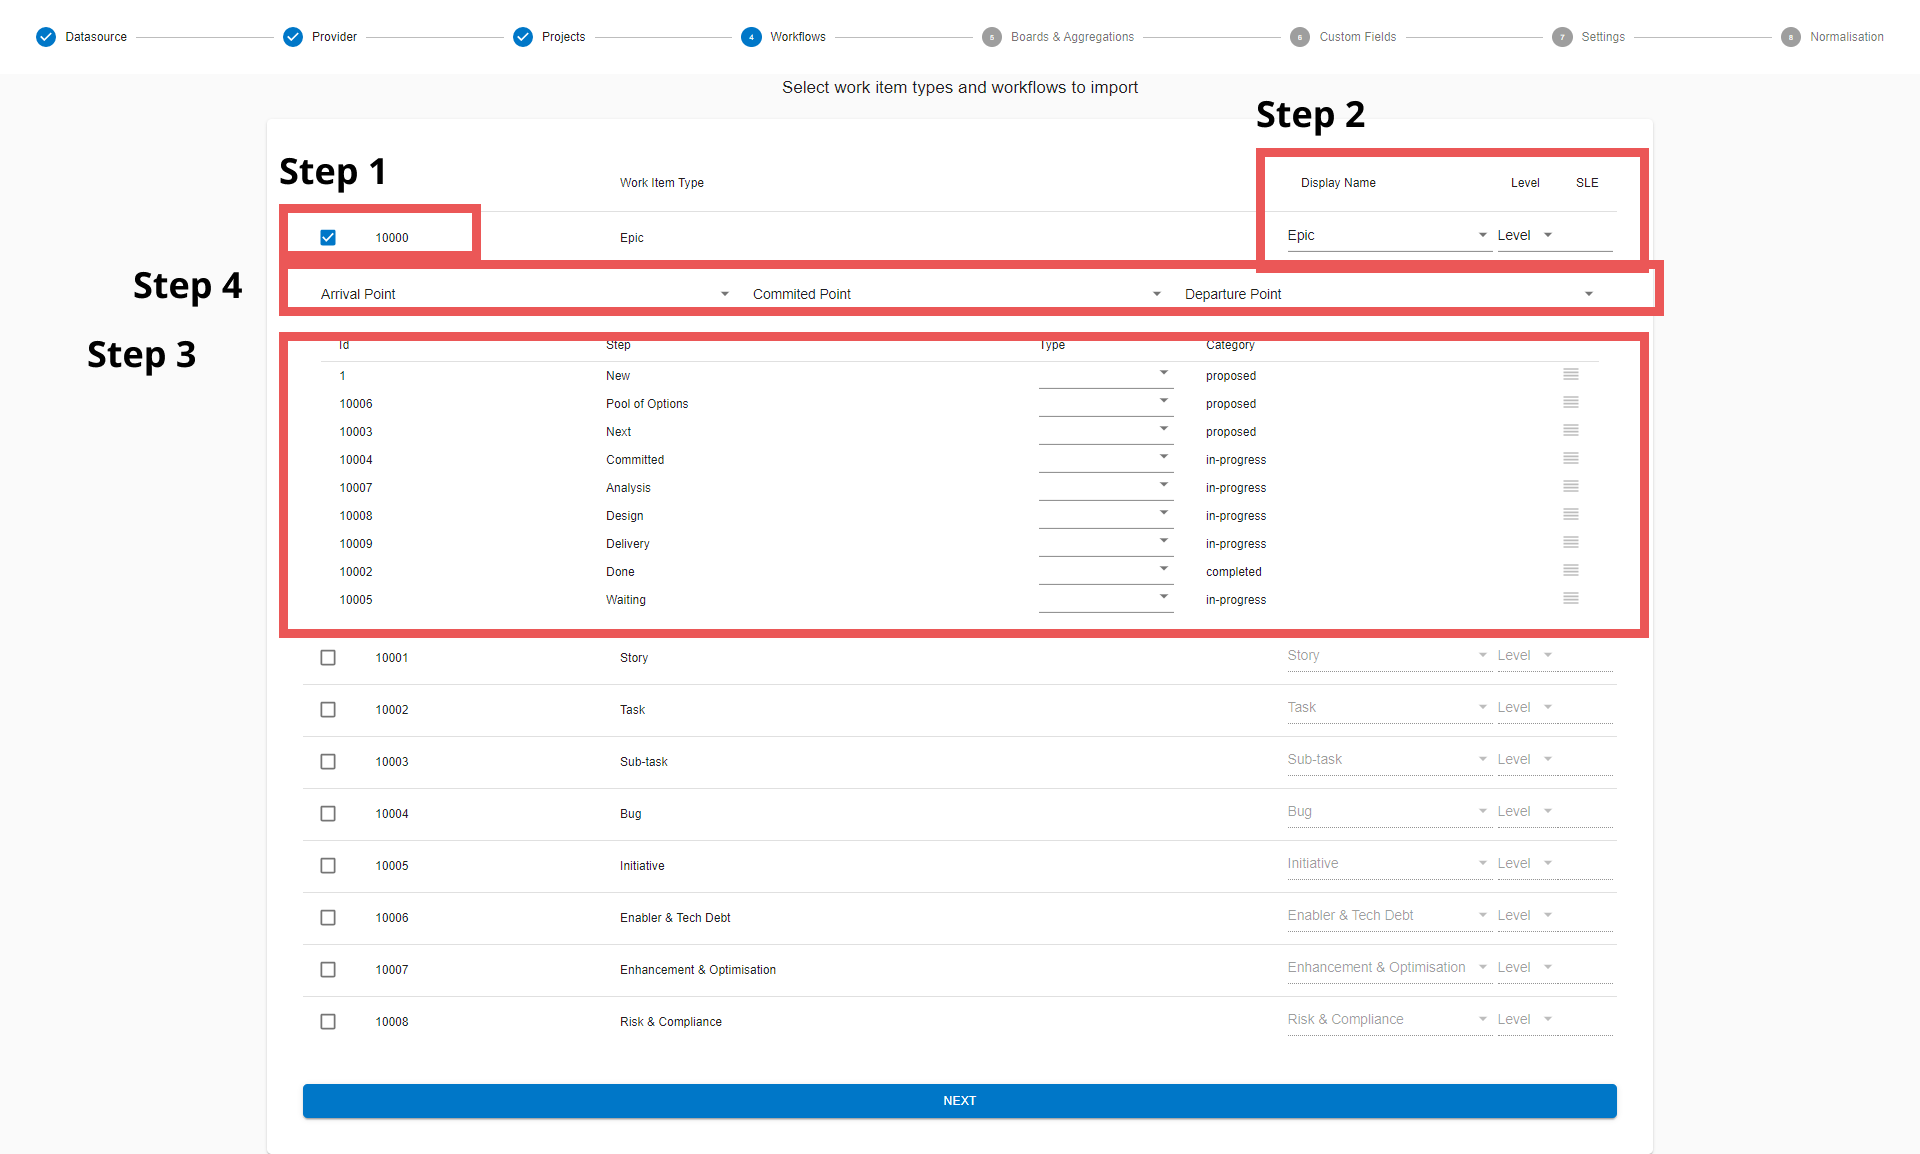 Datasource Provider Projects 4 Workflows 5 Boards & Aggregations 6 Custom Fields 7 Settings 8 Normalisation
Select work item types and workflows to import
Step 2
Step 1
Work Item Type Display Name Level SLE
10000 Epic Epic Level
Step 4
Arrival Point Commited Point Departure Point
Step 3
Id Step Type Category
1 New proposed
10006 Pool of Options proposed
10003 Next proposed
10004 Committed in-progress
10007 Analysis in-progress
10008 Design in-progress
10009 Delivery in-progress
10002 Done completed
10005 Waiting in-progress
10001 Story Story Level
10002 Task Task Level
10003 Sub-task Sub-task Level
10004 Bug Bug Level
10005 Initiative Initiative Level
10006 Enabler & Tech Debt Enabler & Tech Debt Level
10007 Enhancement & Optimisation Enhancement & Optimisation Level
10008 Risk & Compliance Risk & Compliance Level
NEXT